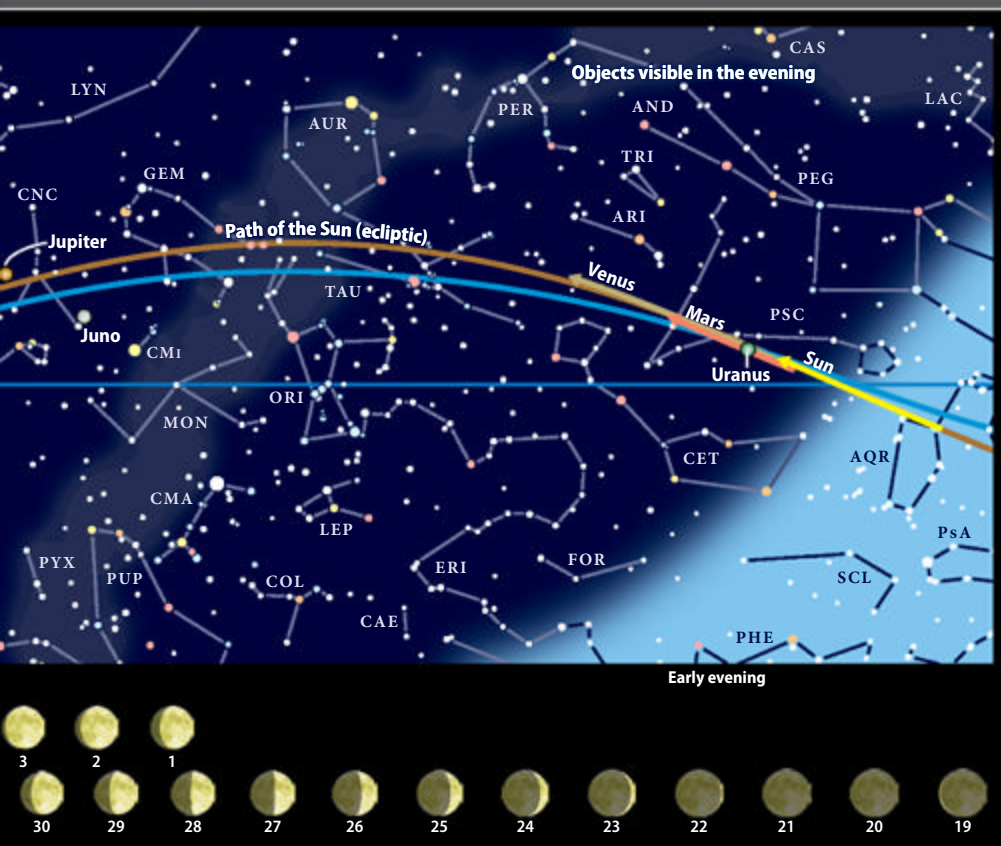 CAS
Objects visible in the evening
LYN
LAC
PER
AND
AUR
TRI
GEM
PEG
CNC
ARI
Path of the Sun (ecliptic)
Jupiter
Venus
TAU
Mars
PSC
Juno
CMi
Sun
Uranus
ORI
MON
CET
AQR
CMA
LEP
PsA
PYX
PUP
ERI
FOR
COL
SCL
CAE
PHE
Early evening
3 2 1
30 29 28 27 26 25 24 23 22 21 20 19